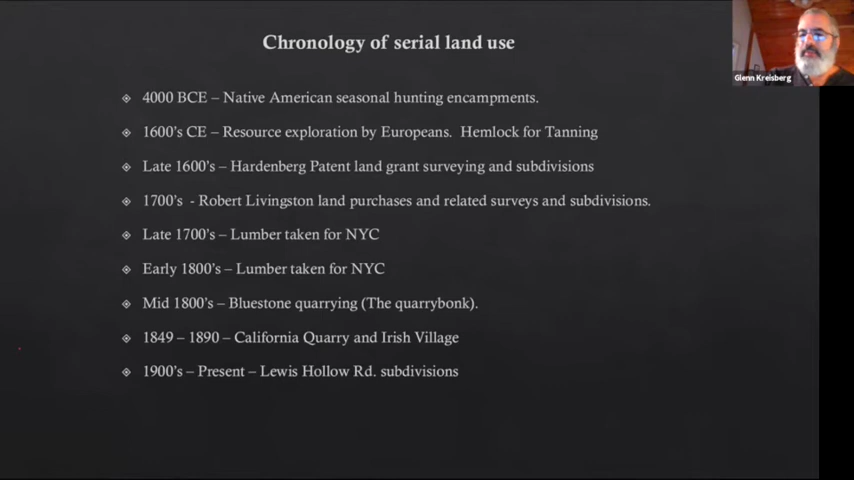 Chronology of serial land use
Glenn Kreisberg
4000 BCE – Native American seasonal hunting encampments.
1600's CE – Resource exploration by Europeans.  Hemlock for Tanning
Late 1600's – Hardenberg Patent land grant surveying and subdivisions
1700's  - Robert Livingston land purchases and related surveys and subdivisions.
Late 1700's – Lumber taken for NYC
Early 1800's – Lumber taken for NYC
Mid 1800's – Bluestone quarrying (The quarrybonk).
1849 – 1890 – California Quarry and Irish Village
1900's – Present – Lewis Hollow Rd. subdivisions